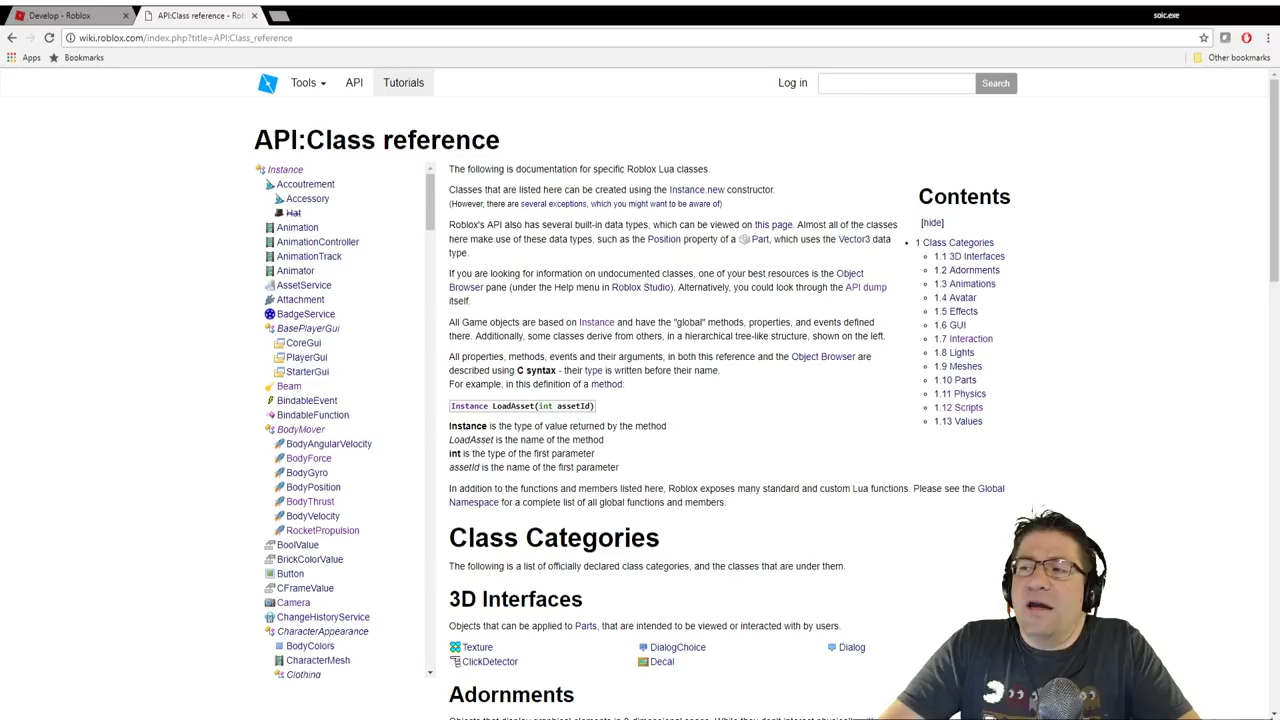 Develop - Roblox
API:Class reference - Rob
soic.exe
wiki.roblox.com/index.php?title=API:Class_reference
Apps
Bookmarks
Other bookmarks
Tools
API
Tutorials
Log in
Search
API:Class reference
Instance
Accoutrement
Accessory
Hat
Animation
AnimationController
AnimationTrack
Animator
AssetService
Attachment
BadgeService
BasePlayerGui
CoreGui
PlayerGui
StarterGui
Beam
BindableEvent
BindableFunction
BodyMover
BodyAngularVelocity
BodyForce
BodyGyro
BodyPosition
BodyThrust
BodyVelocity
RocketPropulsion
BoolValue
BrickColorValue
Button
CFrameValue
Camera
ChangeHistoryService
CharacterAppearance
BodyColors
CharacterMesh
Clothing
The following is documentation for specific Roblox Lua classes.
Classes that are listed here can be created using the Instance.new constructor.
(However, there are several exceptions, which you might want to be aware of)
Roblox's API also has several built-in data types, which can be viewed on this page. Almost all of the classes
here make use of these data types, such as the Position property of a Part, which uses the Vector3 data
type.
If you are looking for information on undocumented classes, one of your best resources is the Object
Browser pane (under the Help menu in Roblox Studio). Alternatively, you could look through the API dump
itself.
All Game objects are based on Instance and have the "global" methods, properties, and events defined
there. Additionally, some classes derive from others, in a hierarchical tree-like structure, shown on the left.
All properties, methods, events and their arguments, in both this reference and the Object Browser are
described using C syntax - their type is written before their name.
For example, in this definition of a method:
Instance LoadAsset(int assetId)
Instance is the type of value returned by the method
LoadAsset is the name of the method
int is the type of the first parameter
assetId is the name of the first parameter
In addition to the functions and members listed here, Roblox exposes many standard and custom Lua functions. Please see the Global
Namespace for a complete list of all global functions and members.
Class Categories
The following is a list of officially declared class categories, and the classes that are under them.
3D Interfaces
Objects that can be applied to Parts, that are intended to be viewed or interacted with by users.
Texture
DialogChoice
Dialog
ClickDetector
Decal
Adornments
Contents
[hide]
1 Class Categories
1.1 3D Interfaces
1.2 Adornments
1.3 Animations
1.4 Avatar
1.5 Effects
1.6 GUI
1.7 Interaction
1.8 Lights
1.9 Meshes
1.10 Parts
1.11 Physics
1.12 Scripts
1.13 Values